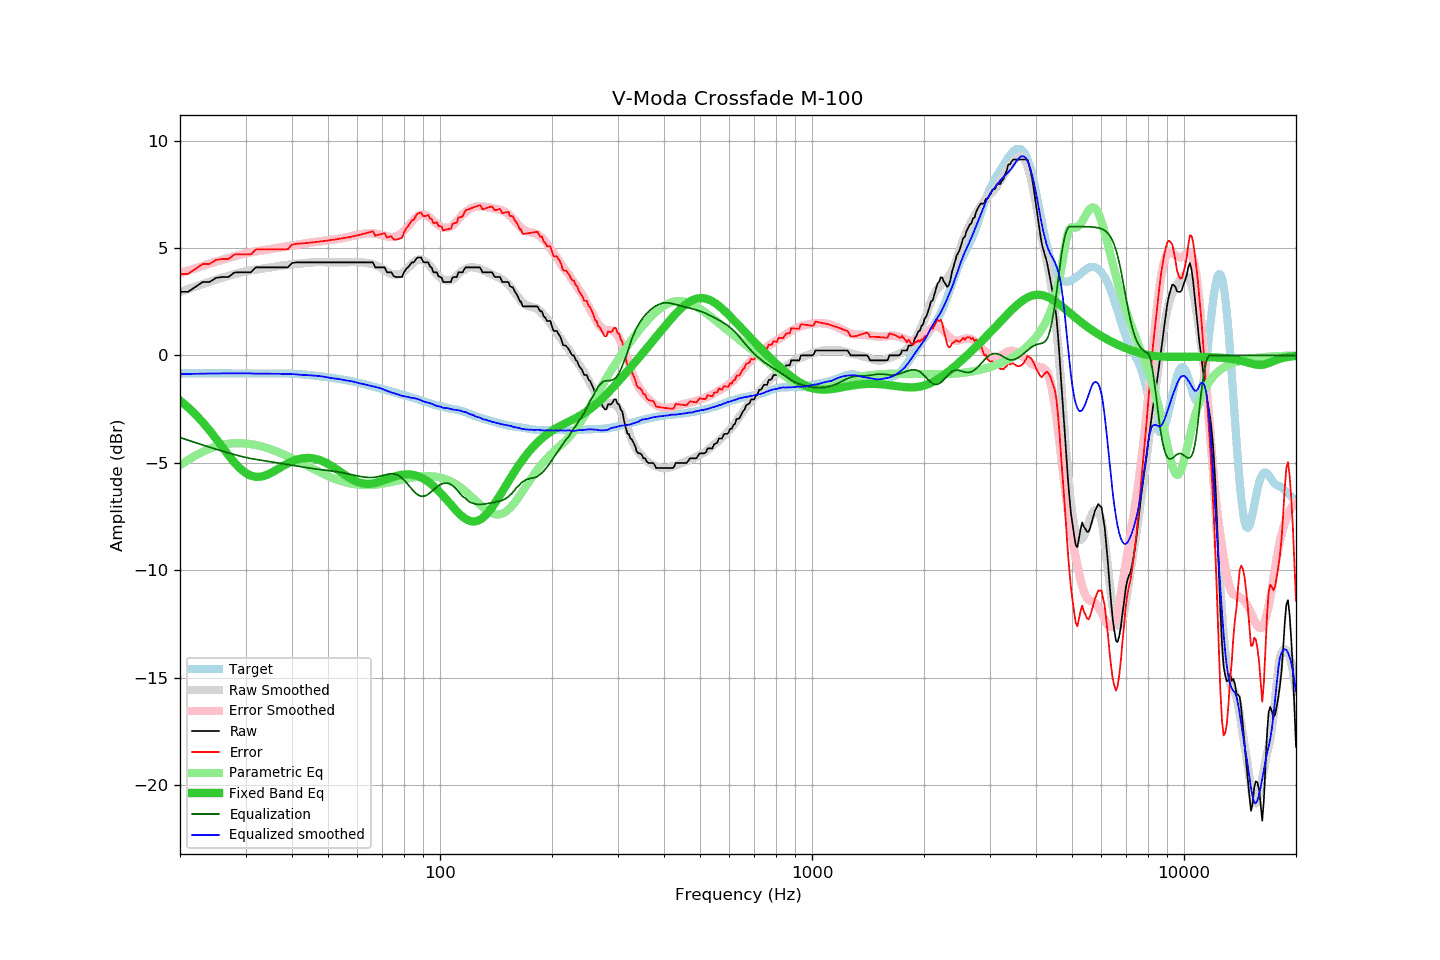 V-Moda Crossfade M-100
10
5
0
−5
−10
−15
−20
Amplitude (dBr)
Target
Raw Smoothed
Error Smoothed
Raw
Error
Parametric Eq
Fixed Band Eq
Equalization
Equalized smoothed
100 1000 10000
Frequency (Hz)